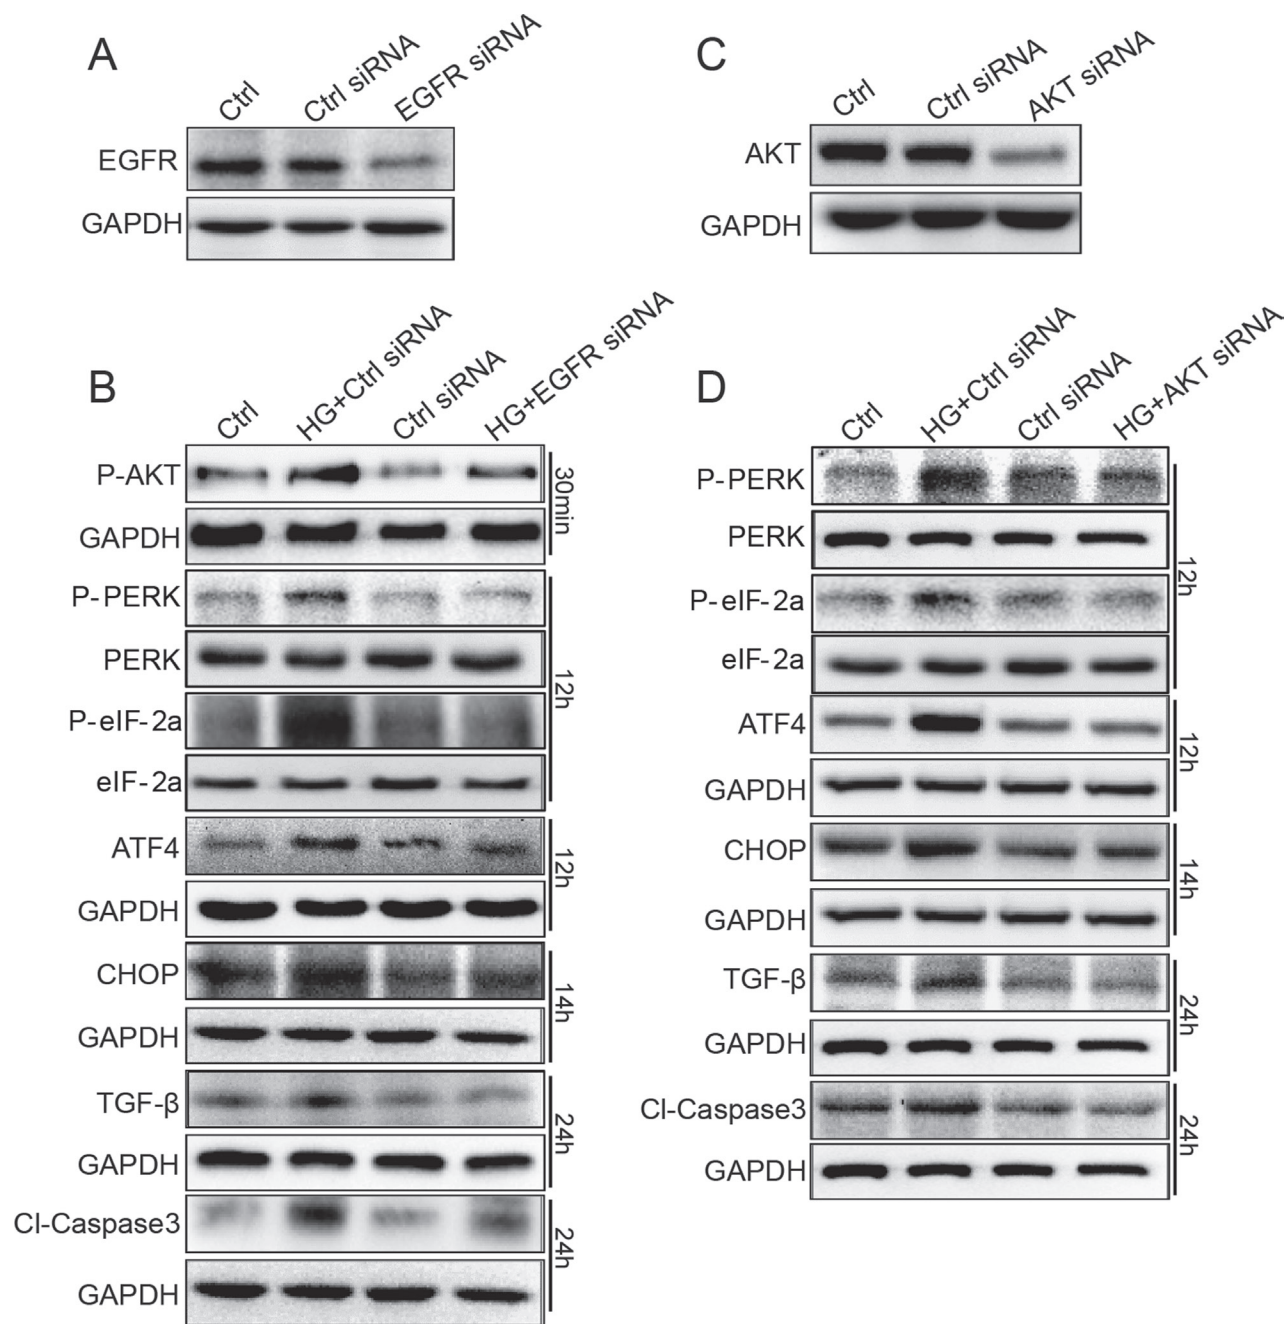 A
Ctrl
Ctrl siRNA
EGFR siRNA
EGFR
GAPDH
C
Ctrl
Ctrl siRNA
AKT siRNA
AKT
GAPDH
B
Ctrl
HG+Ctrl siRNA
Ctrl siRNA
HG+EGFR siRNA
P-AKT
GAPDH
30min
P-PERK
PERK
P-eIF-2a
eIF-2a
12h
ATF4
GAPDH
12h
CHOP
GAPDH
14h
TGF-β
GAPDH
24h
Cl-Caspase3
GAPDH
24h
D
Ctrl
HG+Ctrl siRNA
Ctrl siRNA
HG+AKT siRNA
P-PERK
PERK
P-eIF-2a
eIF-2a
12h
ATF4
GAPDH
12h
CHOP
GAPDH
14h
TGF-β
GAPDH
24h
Cl-Caspase3
GAPDH
24h